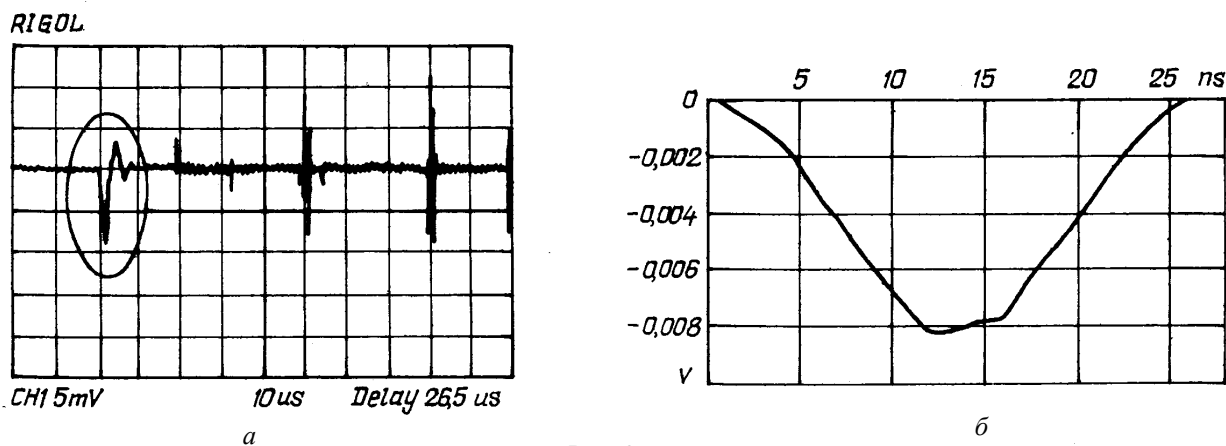 RIGOL
CH1 5mV 10us Delay 26,5 us
а
5 10 15 20 25 ns
0
-0,002
-0,004
-0,006
-0,008
V
б